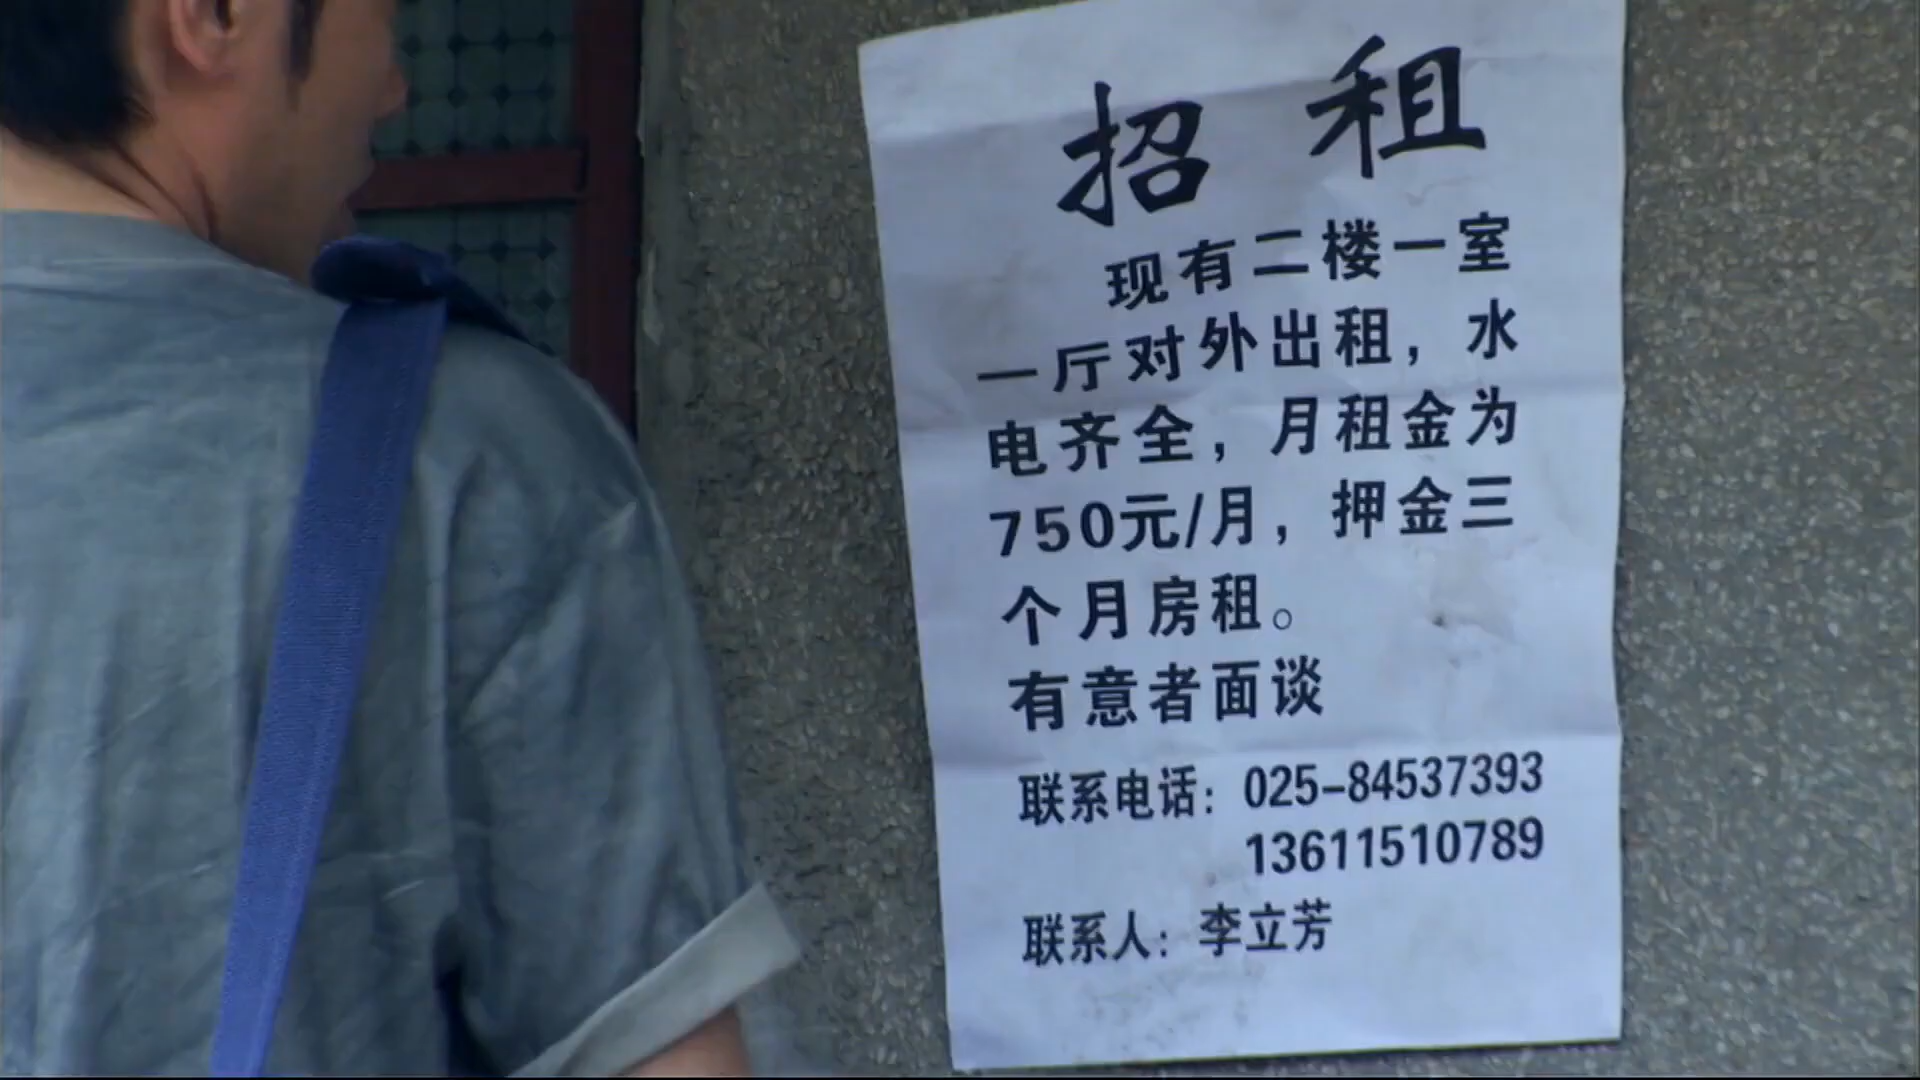 招租
现有二楼一室
一厅对外出租，水
电齐全，月租金为
750元/月，押金三
个月房租。
有意者面谈
联系电话：025-84537393
13611510789
联系人：李立芳